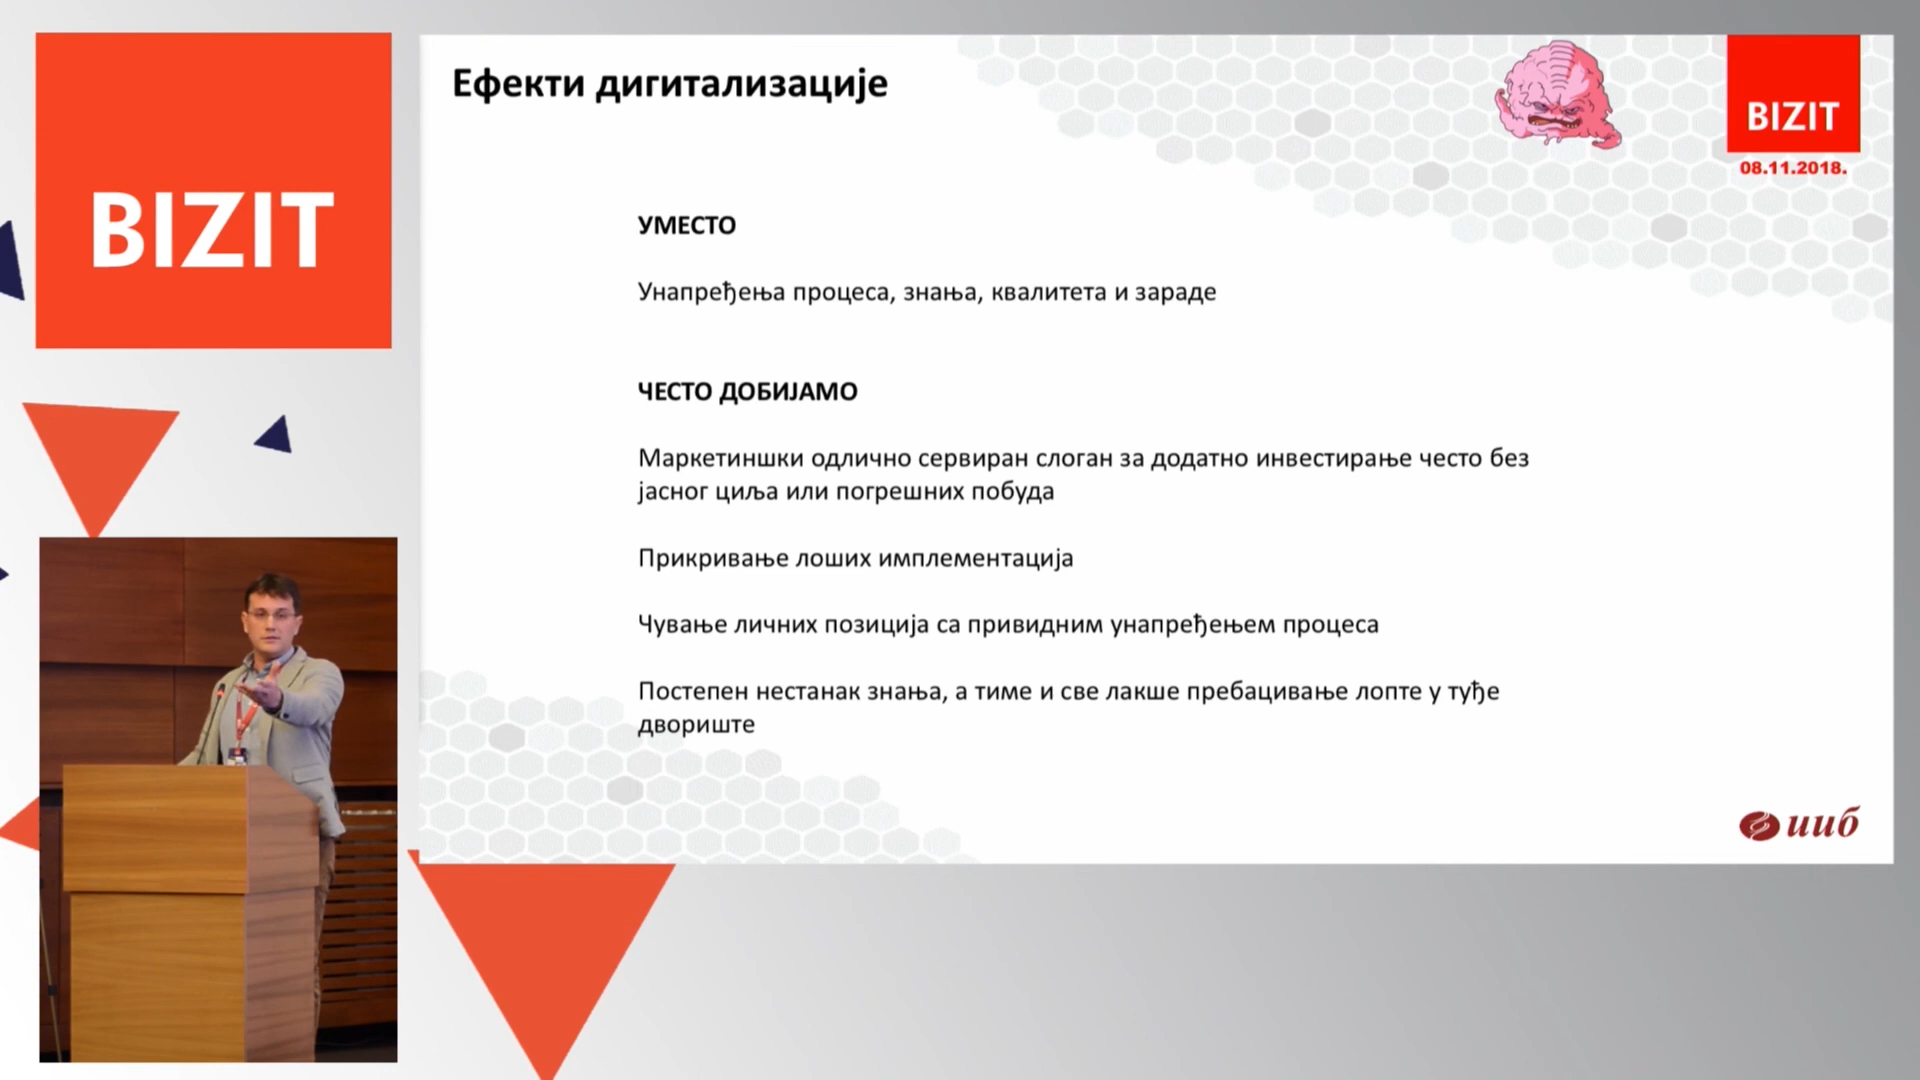 BIZIT
Ефекти дигитализације
BIZIT
08.11.2018.
УМЕСТО
Унапређења процеса, знања, квалитета и зараде
ЧЕСТО ДОБИЈАМО
Маркетиншки одлично сервиран слоган за додатно инвестирање често без
јасног циља или погрешних побуда
Прикривање лоших имплементација
Чување личних позиција са привидним унапређењем процеса
Постепен нестанак знања, а тиме и све лакше пребацивање лопте у туђе
двориште
ииб